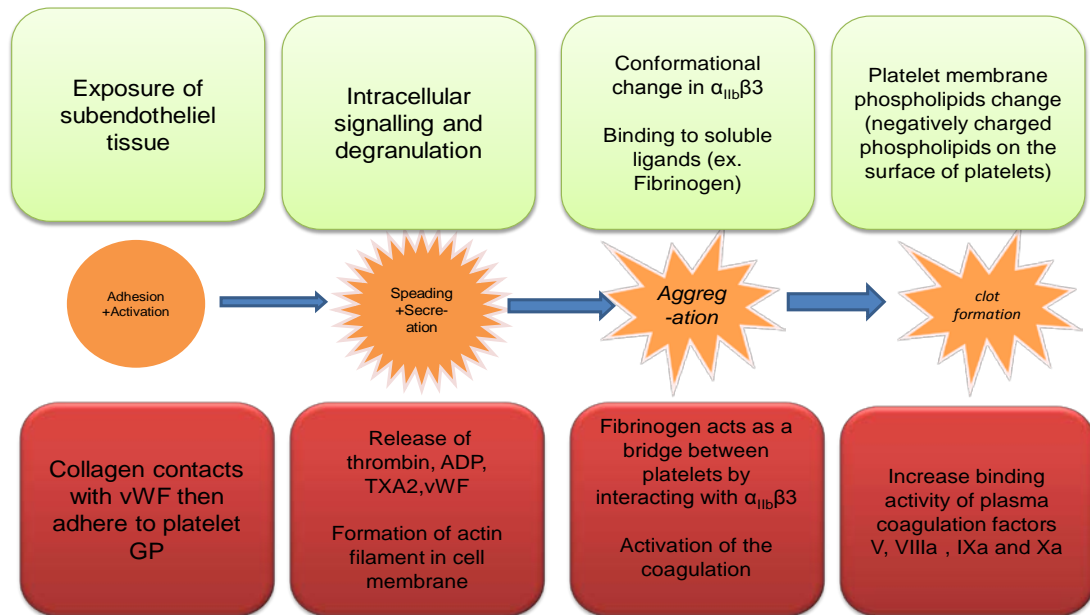 Exposure of
subendotheliel
tissue
Intracellular
signalling and
degranulation
Conformational
change in αIIbβ3
Binding to soluble
ligands (ex.
Fibrinogen)
Platelet membrane
phospholipids change
(negatively charged
phospholipids on the
surface of platelets)
Adhesion
+Activation
Speading
+Secre-
ation
Aggreg
-ation
clot
formation
Collagen contacts
with vWF then
adhere to platelet
GP
Release of
thrombin, ADP,
TXA2,vWF
Formation of actin
filament in cell
membrane
Fibrinogen acts as a
bridge between
platelets by
interacting with αIIbβ3
Activation of the
coagulation
Increase binding
activity of plasma
coagulation factors
V, VIIIa , IXa and Xa